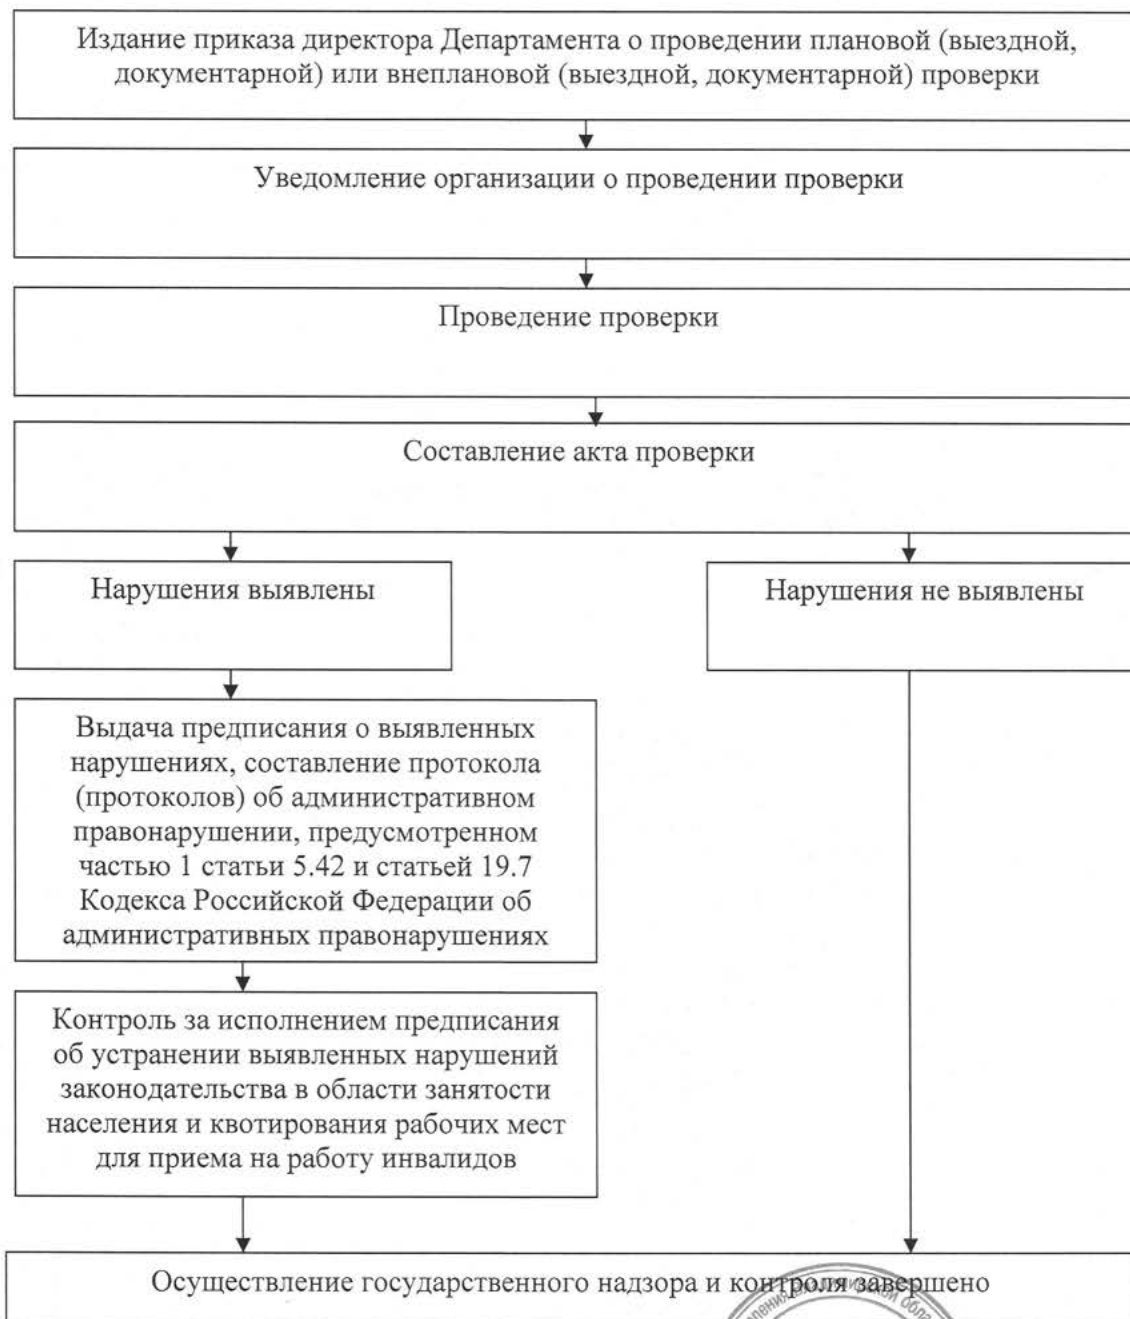 Издание приказа директора Департамента о проведении плановой (выездной,
документарной) или внеплановой (выездной, документарной) проверки
Уведомление организации о проведении проверки
Проведение проверки
Составление акта проверки
Нарушения выявлены
Нарушения не выявлены
Выдача предписания о выявленных
нарушениях, составление протокола
(протоколов) об административном
правонарушении, предусмотренном
частью 1 статьи 5.42 и статьей 19.7
Кодекса Российской Федерации об
административных правонарушениях
Контроль за исполнением предписания
об устранении выявленных нарушений
законодательства в области занятости
населения и квотирования рабочих мест
для приема на работу инвалидов
Осуществление государственного надзора и контроля завершено